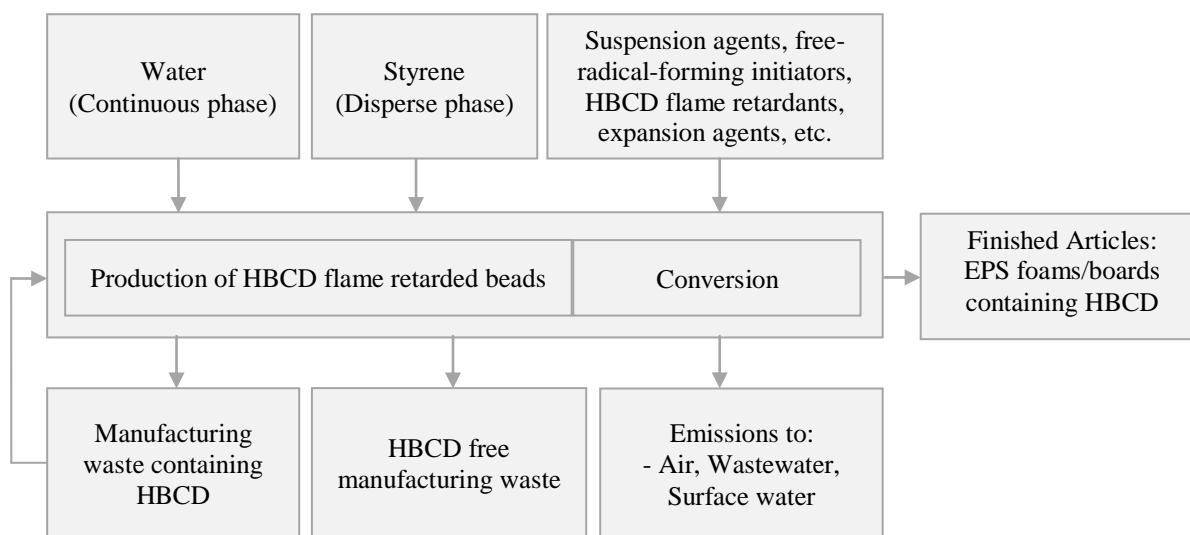 Water
(Continuous phase)
Styrene
(Disperse phase)
Suspension agents, free-
radical-forming initiators,
HBCD flame retardants,
expansion agents, etc.
Production of HBCD flame retarded beads
Conversion
Finished Articles:
EPS foams/boards
containing HBCD
Manufacturing
waste containing
HBCD
HBCD free
manufacturing waste
Emissions to:
- Air, Wastewater,
Surface water